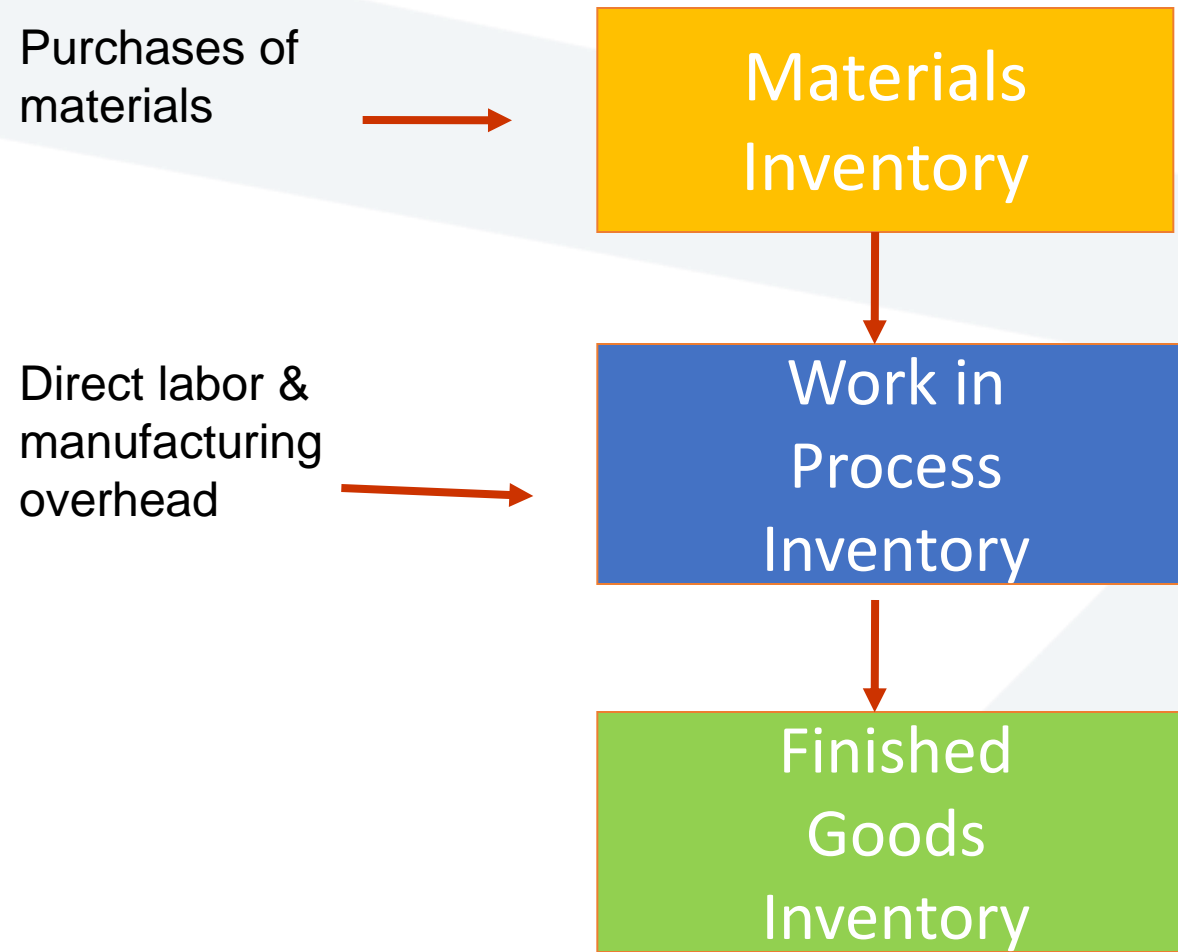 Purchases of
materials
Materials
Inventory
Direct labor &
manufacturing
overhead
Work in
Process
Inventory
Finished
Goods
Inventory